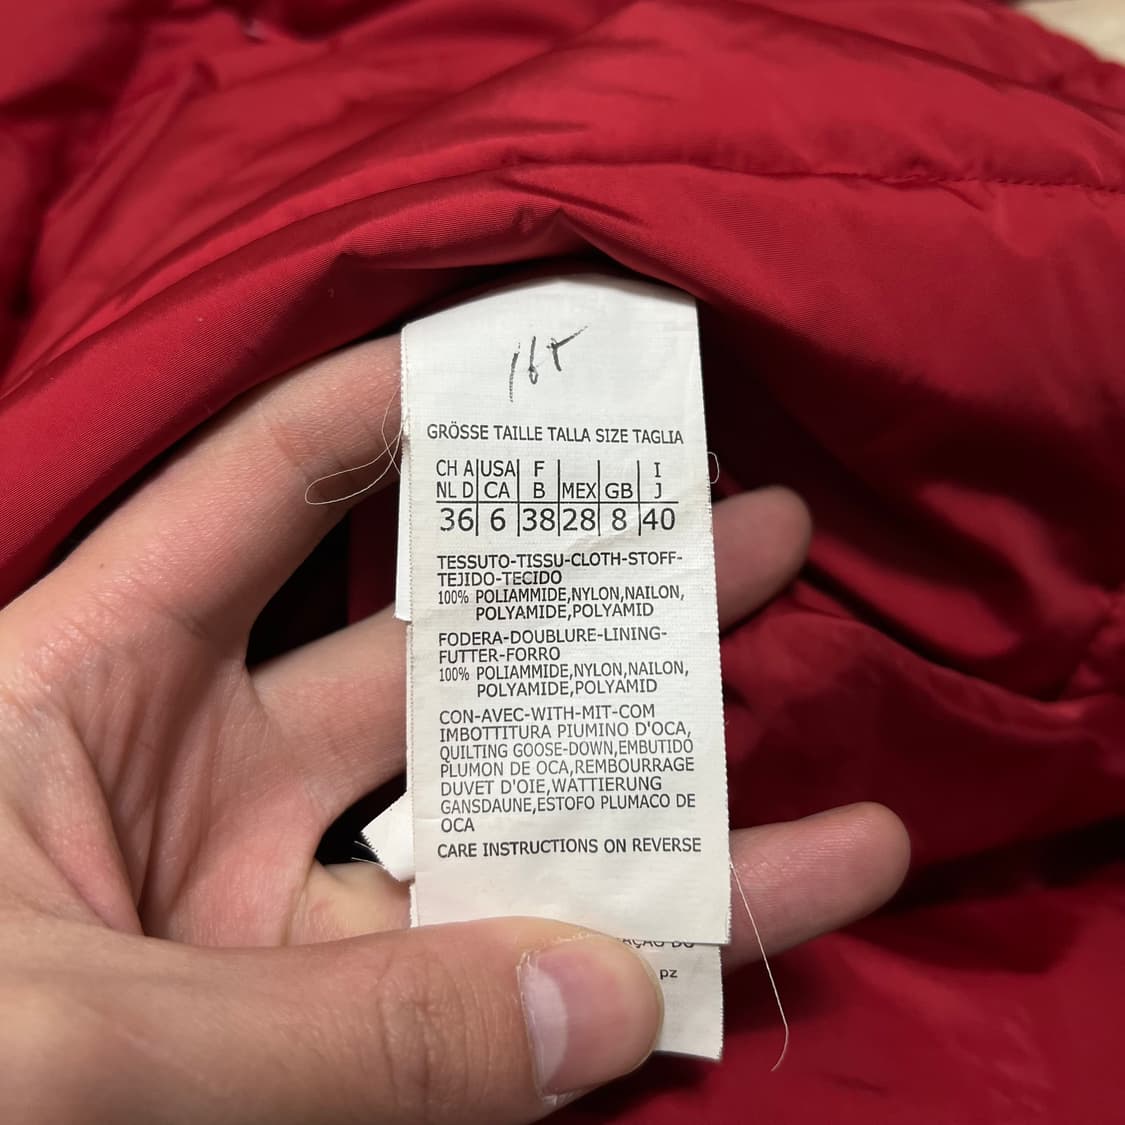 GRÖSSE TAILLE TALLA SIZE TAGLIA
CH A USA F I
NL D CA B MEX GB J
36 6 38 28 8 40
TESSUTO-TISSU-CLOTH-STOFF-
TEJIDO-TECIDO
100% POLIAMMIDE,NYLON,NAILON,
POLYAMIDE,POLYAMID
FODERA-DOUBLURE-LINING-
FUTTER-FORRO
100% POLIAMMIDE,NYLON,NAILON,
POLYAMIDE,POLYAMID
CON-AVEC-WITH-MIT-COM
IMBOTTITURA PIUMINO D'OCA,
QUILTING GOOSE-DOWN,EMBUTIDO
PLUMON DE OCA,REMBOURRAGE
DUVET D'OIE,WATTIERUNG
GANSDAUNE,ESTOFO PLUMACO DE
OCA
CARE INSTRUCTIONS ON REVERSE
pz